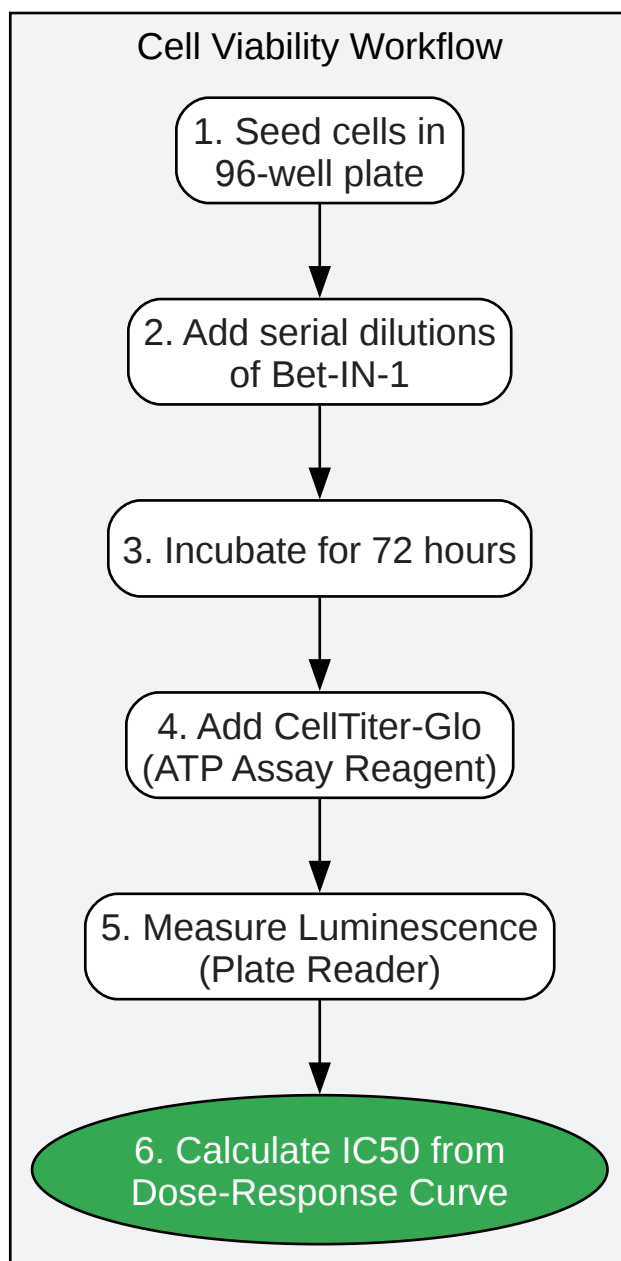 Cell Viability Workflow
1. Seed cells in
96-well plate
2. Add serial dilutions
of Bet-IN-1
3. Incubate for 72 hours
4. Add CellTiter-Glo
(ATP Assay Reagent)
5. Measure Luminescence
(Plate Reader)
6. Calculate IC50 from
Dose-Response Curve